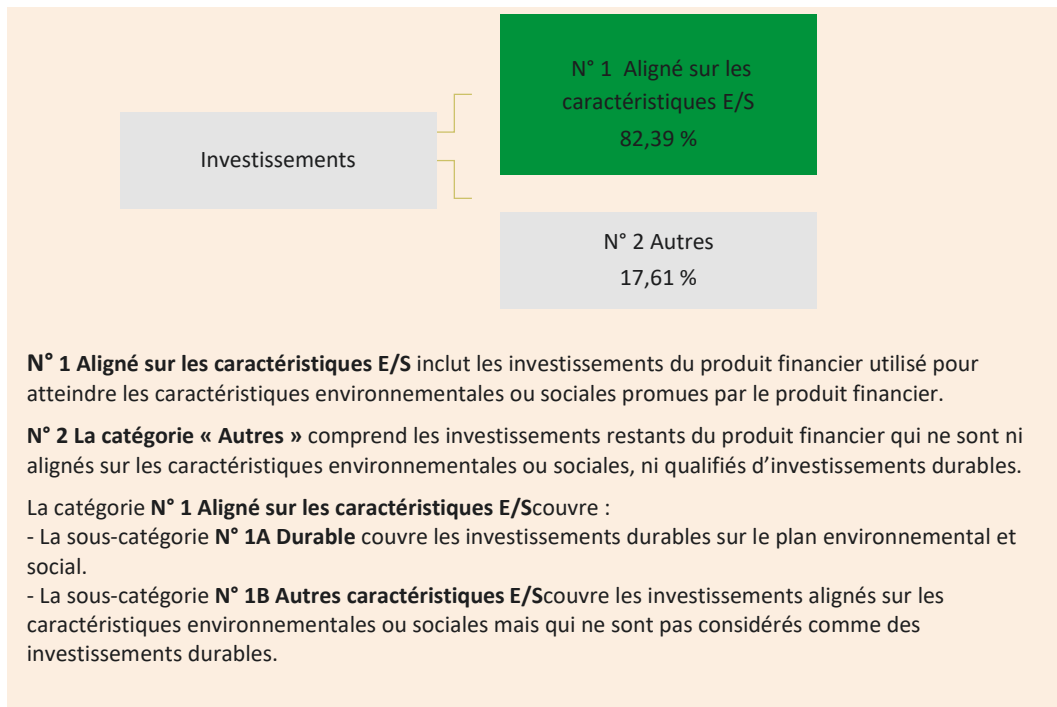 N° 1 Aligné sur les
caractéristiques E/S
82,39 %
Investissements
N° 2 Autres
17,61 %
N° 1 Aligné sur les caractéristiques E/S inclut les investissements du produit financier utilisé pour
atteindre les caractéristiques environnementales ou sociales promues par le produit financier.
N° 2 La catégorie « Autres » comprend les investissements restants du produit financier qui ne sont ni
alignés sur les caractéristiques environnementales ou sociales, ni qualifiés d’investissements durables.
La catégorie N° 1 Aligné sur les caractéristiques E/Scouvre :
- La sous-catégorie N° 1A Durable couvre les investissements durables sur le plan environnemental et
social.
- La sous-catégorie N° 1B Autres caractéristiques E/Scouvre les investissements alignés sur les
caractéristiques environnementales ou sociales mais qui ne sont pas considérés comme des
investissements durables.